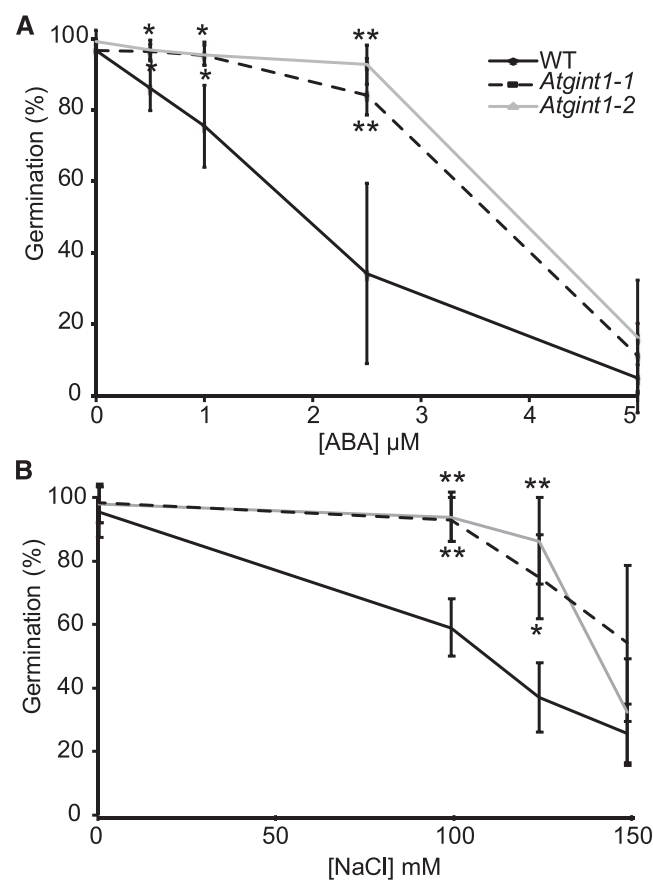 A
100
80
60
40
20
0
Germination (%)
* * **
* * **
WT
Atgint1-1
Atgint1-2
0 1 2 3 4 5
[ABA] µM
B
100
80
60
40
20
0
Germination (%)
** **
**
*
0 50 100 150
[NaCl] mM